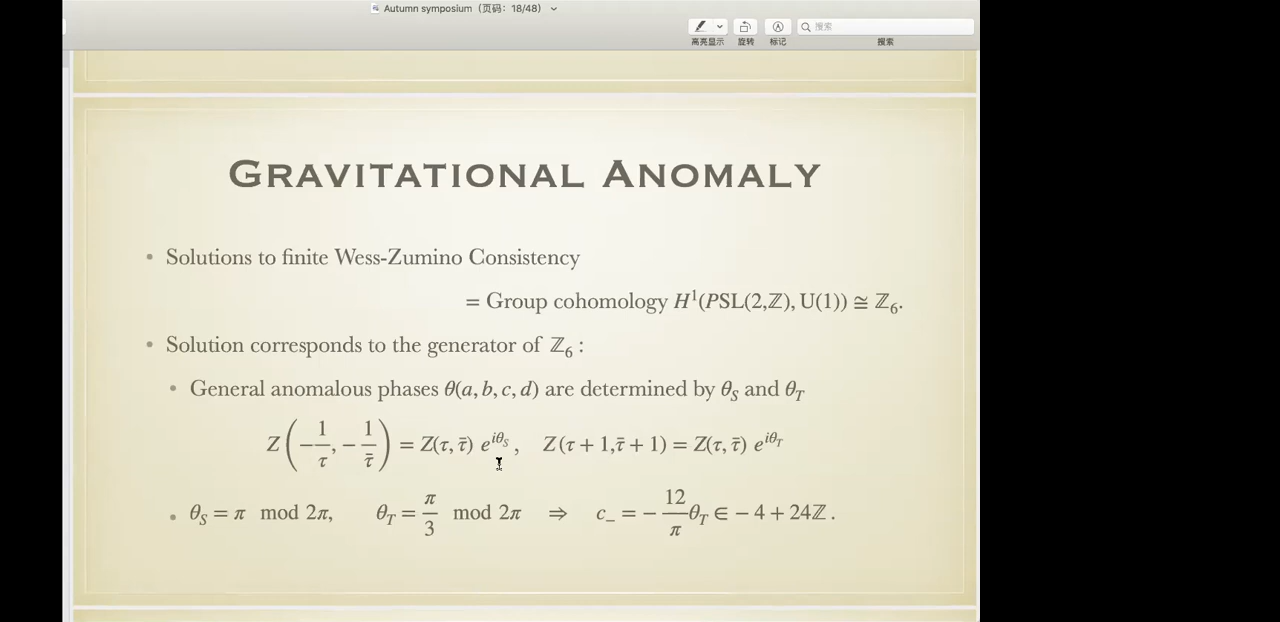 Autumn symposium（页码：18/48）
搜索
高亮显示 旋转 标记 搜索
GRAVITATIONAL ANOMALY
• Solutions to finite Wess-Zumino Consistency
= Group cohomology H¹(PSL(2,ℤ), U(1)) ≅ ℤ₆.
• Solution corresponds to the generator of ℤ₆ :
• General anomalous phases θ(a, b, c, d) are determined by θ_S and θ_T
Z(−1/τ, −1/τ̄) = Z(τ, τ̄) e^{iθ_S} , Z(τ + 1,τ̄ + 1) = Z(τ, τ̄) e^{iθ_T}
• θ_S = π mod 2π, θ_T = π/3 mod 2π ⇒ c_− = −12/π θ_T ∈ − 4 + 24ℤ .